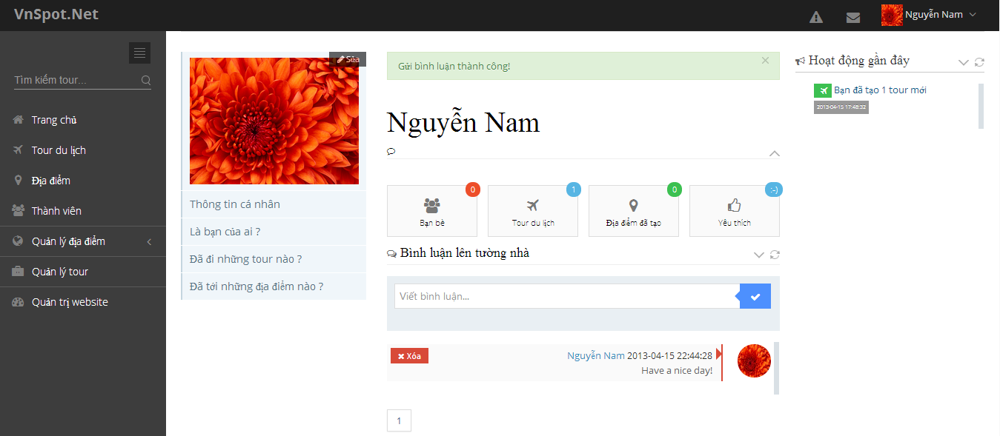 VnSpot.Net
Nguyễn Nam
Tìm kiếm tour...
Trang chủ
Tour du lịch
Địa điểm
Thành viên
Quản lý địa điểm
Quản lý tour
Quản trị website
Sửa
Thông tin cá nhân
Là bạn của ai ?
Đã đi những tour nào ?
Đã tới những địa điểm nào ?
Gửi bình luận thành công!
×
Nguyễn Nam
0
Bạn bè
1
Tour du lịch
0
Địa điểm đã tạo
:-)
Yêu thích
Bình luận lên tường nhà
Viết bình luận...
Xóa
Nguyễn Nam 2013-04-15 22:44:28
Have a nice day!
1
Hoạt động gần đây
Bạn đã tạo 1 tour mới
2013-04-15 17:48:32